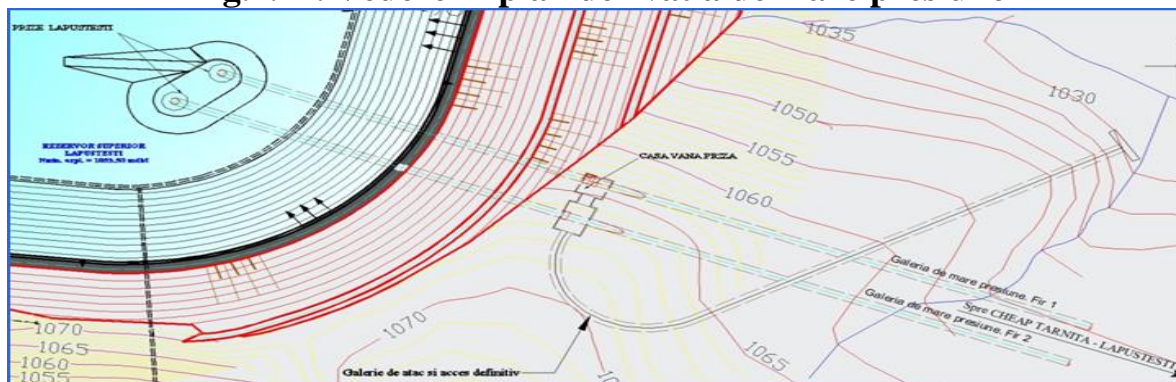 PRIZE LAPUSTESTI
REZERVOR SUPERIOR
LAPUSTESTI
1035
1030
1050
1055
CASA VANA PRIZA
1060
Galeria de mare presiune. Fir 1
Galeria de mare presiune. Fir 2
Spre CHEAP TARNITA - LAPUSTESTI
1070
1065
1070
1065
1060
1055
Galerie de atac si acces definitiv